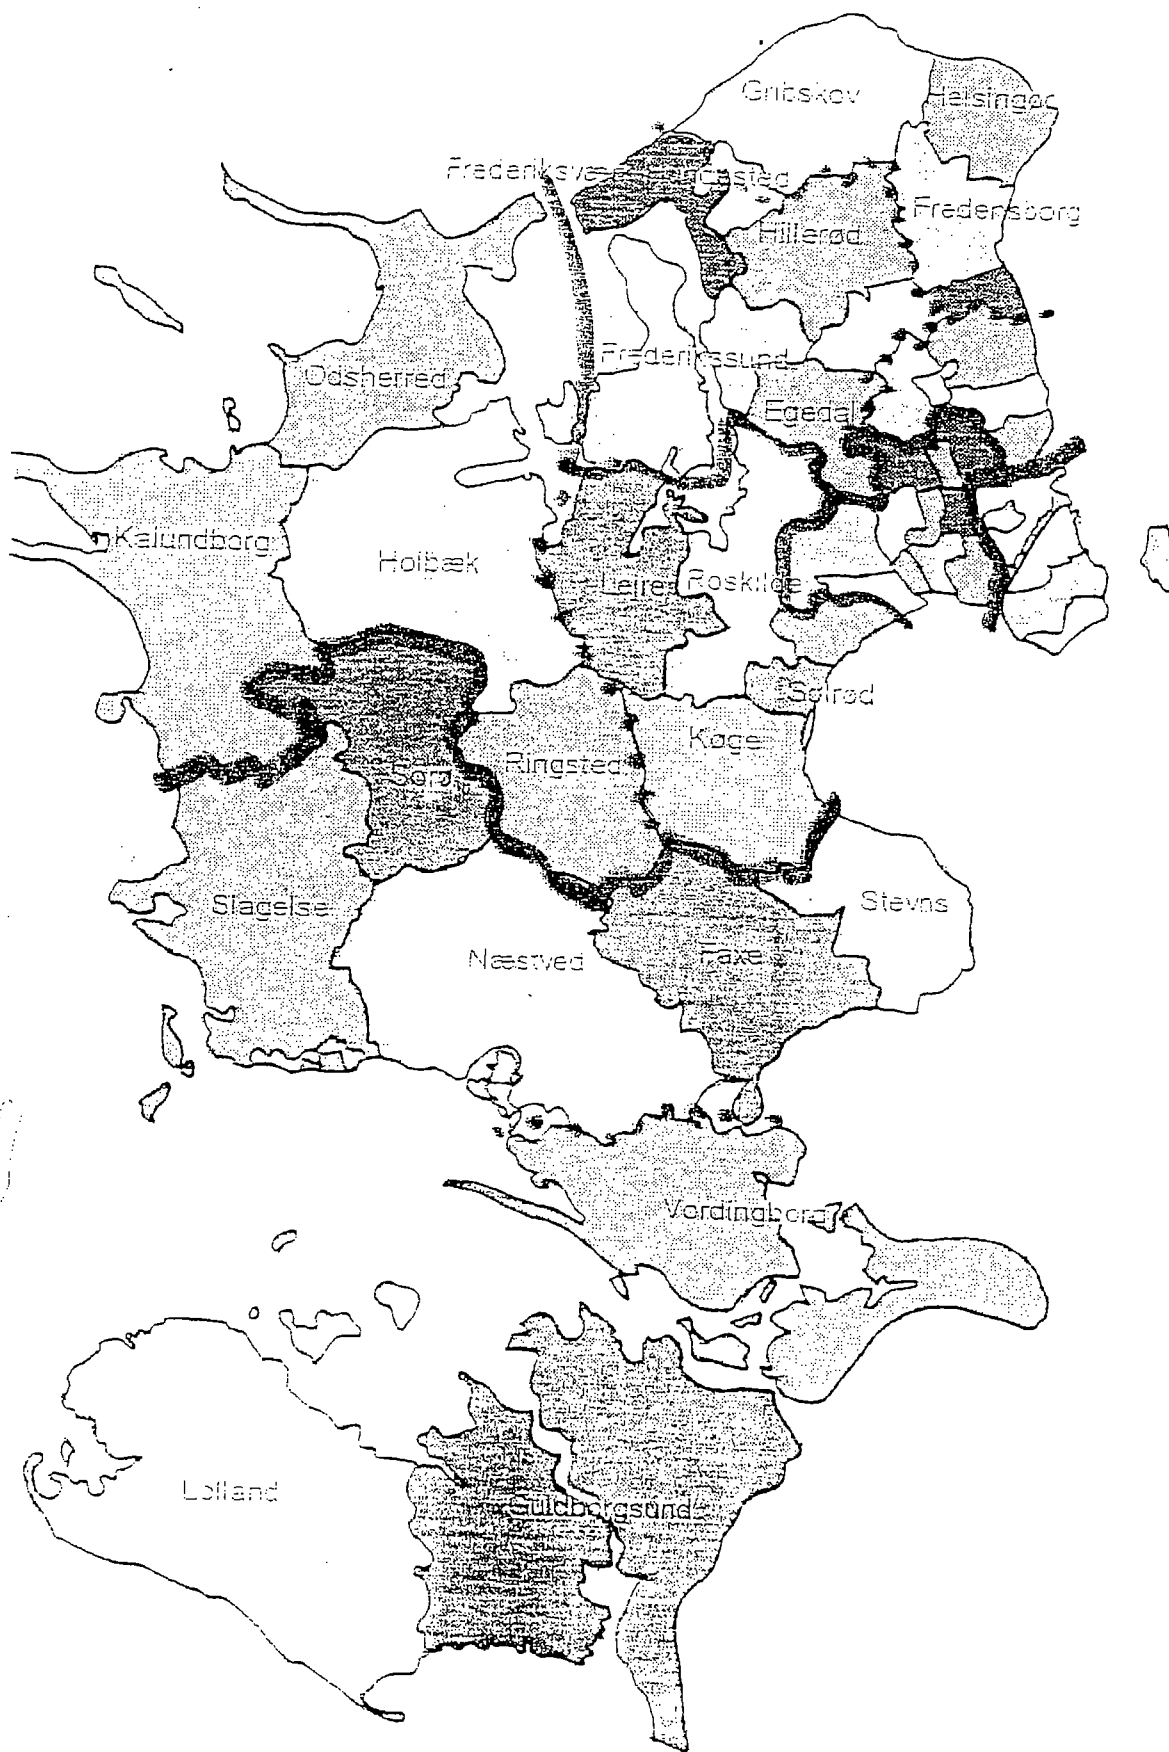 Gribskov
Helsingør
Frederiksværk-Hundested
Fredensborg
Hillerød
Frederikssund
Odsherred
Egedal
Kalundborg
Holbæk
Lejre
Roskilde
Solrød
Køge
Ringsted
Sorø
Slagelse
Stevns
Næstved
Faxe
Vordingborg
Lolland
Guldborgsund